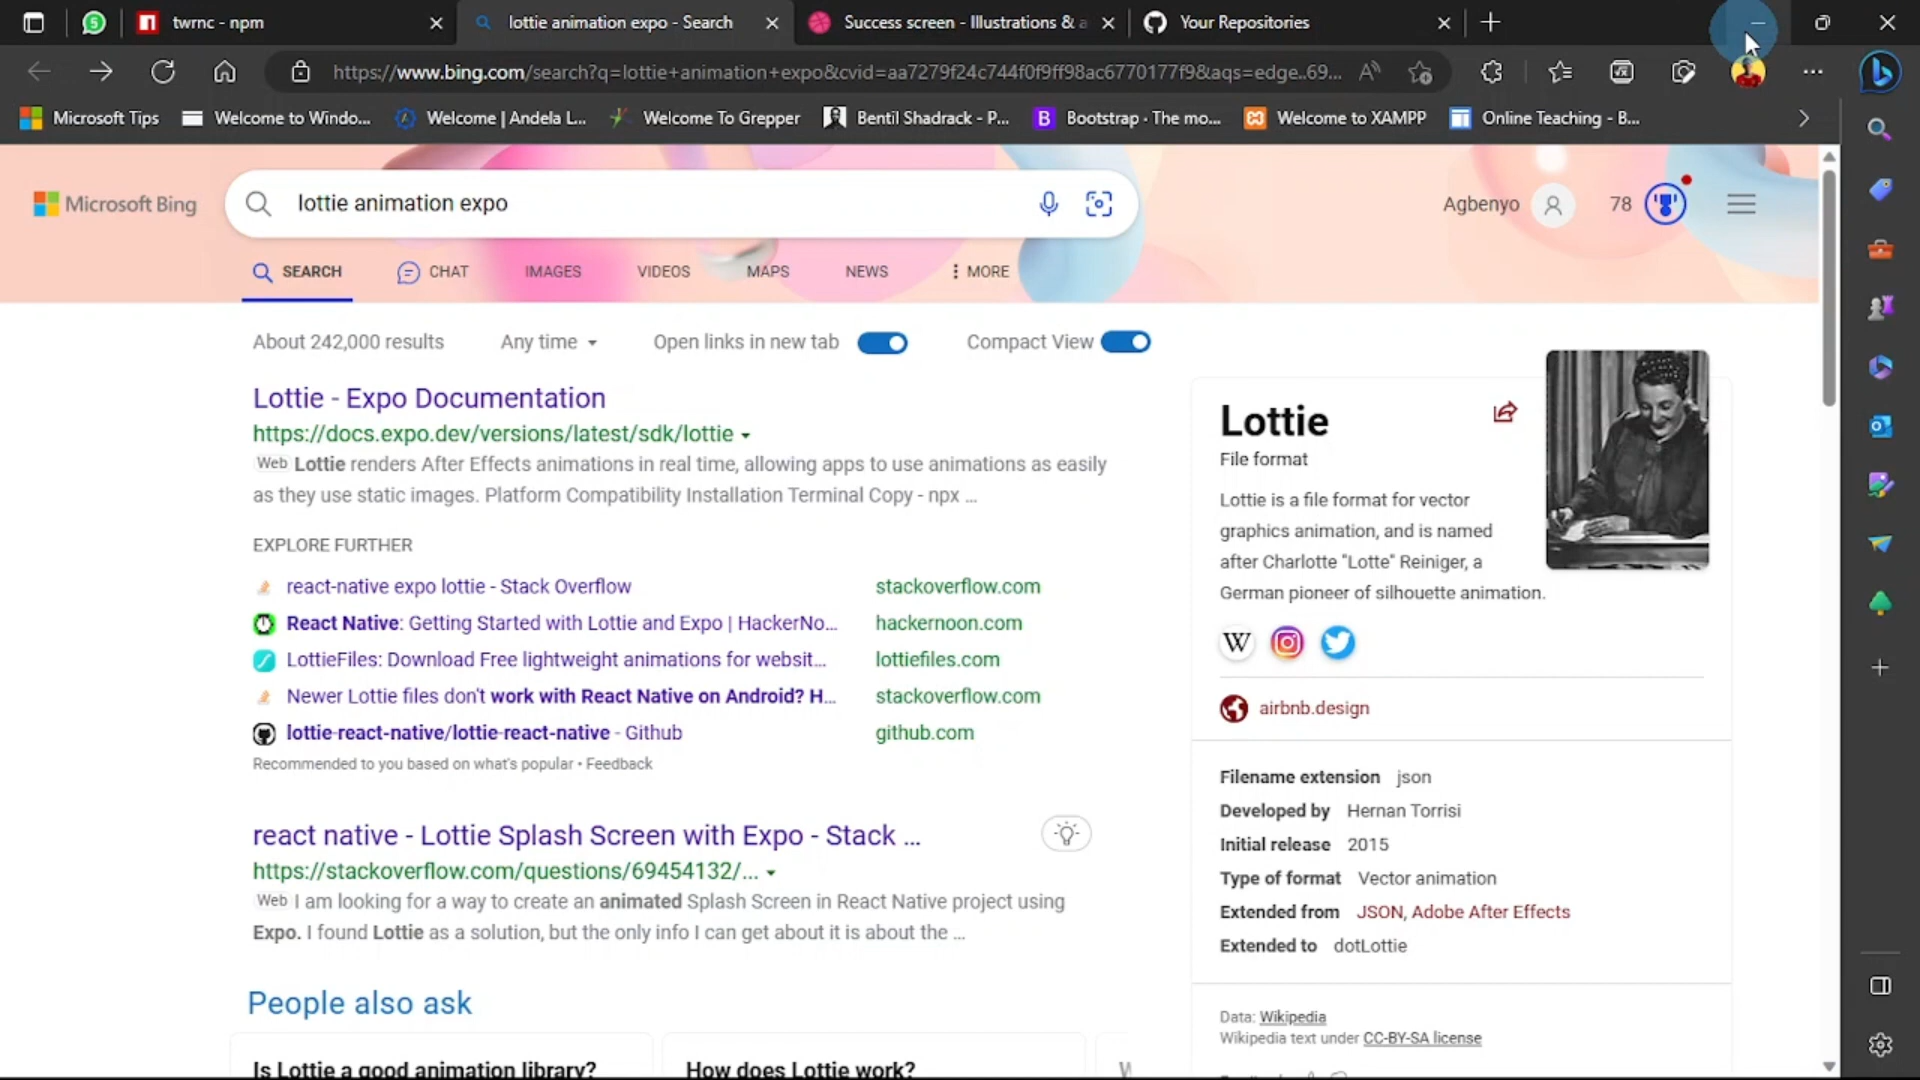 5
twrnc - npm
lottie animation expo - Search
Success screen - Illustrations & a
Your Repositories
https://www.bing.com/search?q=lottie+animation+expo&cvid=aa7279f24c744f0f9ff98ac6770177f9&aqs=edge..69...
Microsoft Tips
Welcome to Windo...
Welcome | Andela L...
Welcome To Grepper
Bentil Shadrack - P...
B
Bootstrap · The mo...
Welcome to XAMPP
Online Teaching - B...
Microsoft Bing
lottie animation expo
Agbenyo
78
SEARCH
CHAT
IMAGES
VIDEOS
MAPS
NEWS
MORE
About 242,000 results
Any time
Open links in new tab
Compact View
Lottie - Expo Documentation
https://docs.expo.dev/versions/latest/sdk/lottie
Web Lottie renders After Effects animations in real time, allowing apps to use animations as easily
as they use static images. Platform Compatibility Installation Terminal Copy - npx ...
EXPLORE FURTHER
react-native expo lottie - Stack Overflow
stackoverflow.com
React Native: Getting Started with Lottie and Expo | HackerNo...
hackernoon.com
LottieFiles: Download Free lightweight animations for websit...
lottiefiles.com
Newer Lottie files don't work with React Native on Android? H...
stackoverflow.com
lottie-react-native/lottie-react-native - Github
github.com
Recommended to you based on what's popular • Feedback
react native - Lottie Splash Screen with Expo - Stack ...
https://stackoverflow.com/questions/69454132/...
Web I am looking for a way to create an animated Splash Screen in React Native project using
Expo. I found Lottie as a solution, but the only info I can get about it is about the ...
People also ask
Is Lottie a good animation library?
How does Lottie work?
Lottie
File format
Lottie is a file format for vector
graphics animation, and is named
after Charlotte "Lotte" Reiniger, a
German pioneer of silhouette animation.
W
airbnb.design
Filename extension json
Developed by Hernan Torrisi
Initial release 2015
Type of format Vector animation
Extended from JSON, Adobe After Effects
Extended to dotLottie
Data: Wikipedia
Wikipedia text under CC-BY-SA license